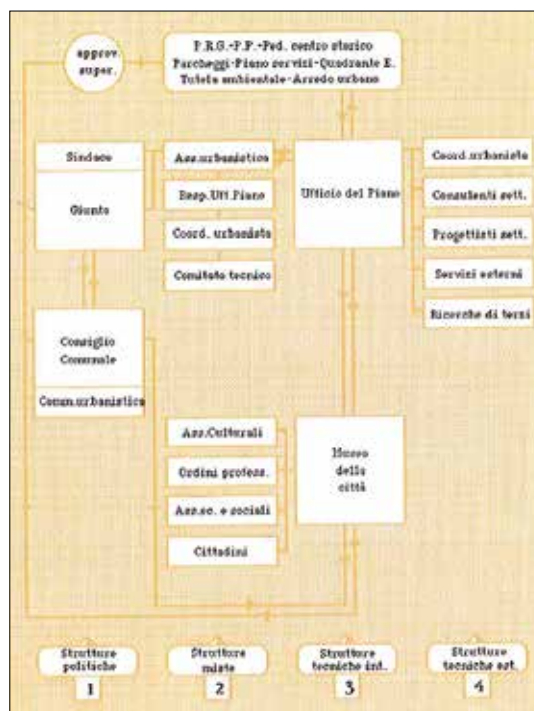 approv.
super.
P.R.G.-P.P.-Ped. centro storico
Parcheggi-Piano servizi-Quadrante E.
Tutela ambientale-Arredo urbano
Sindaco
Giunta
Ass.urbanistica
Resp.Uff.Piano
Coord. urbanista
Comitato tecnico
Ufficio del Piano
Coord.urbanista
Consulenti sett.
Progettisti sett.
Servizi esterni
Ricerche di terzi
Consiglio
Comunale
Comm.urbanistica
Ass.Culturali
Ordini profess.
Ass.ec. e sociali
Cittadini
Museo
della
città
Strutture
politiche
1
Strutture
miste
2
Strutture
tecniche int.
3
Strutture
tecniche est.
4